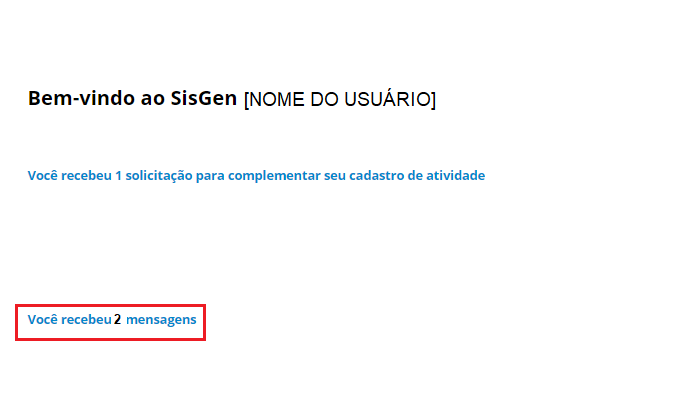 Bem-vindo ao SisGen [NOME DO USUÁRIO]
Você recebeu 1 solicitação para complementar seu cadastro de atividade
Você recebeu 2 mensagens